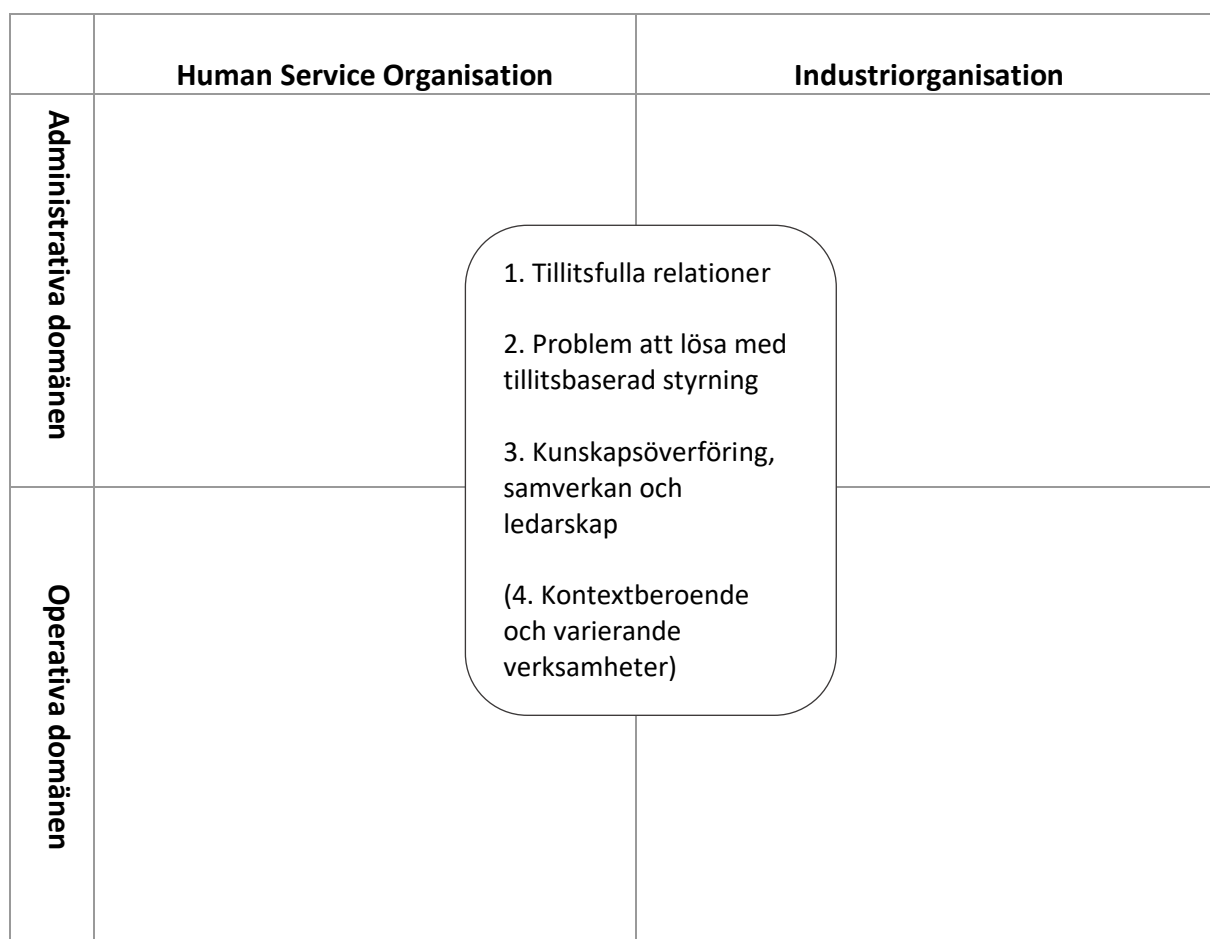 Human Service Organisation
Industriorganisation
Administrativa domänen
1. Tillitsfulla relationer
2. Problem att lösa med
tillitsbaserad styrning
3. Kunskapsöverföring,
samverkan och
ledarskap
(4. Kontextberoende
och varierande
verksamheter)
Operativa domänen